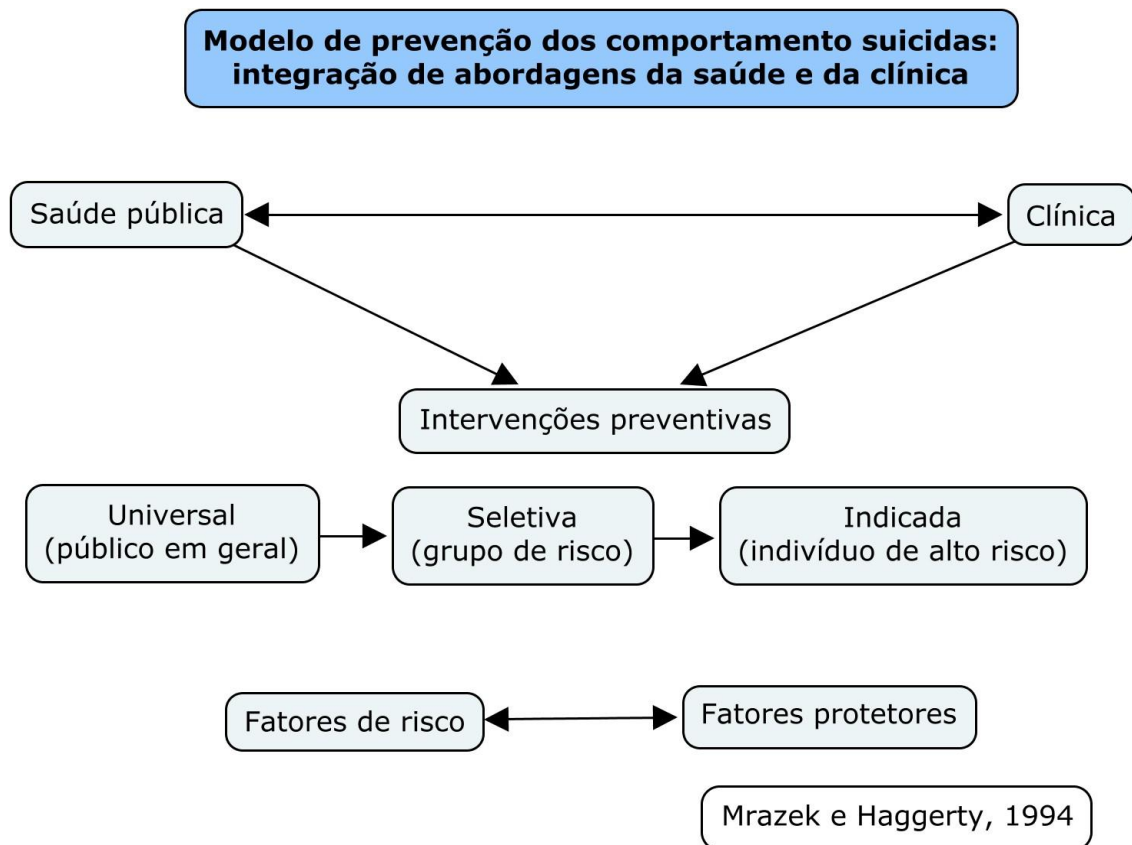 Modelo de prevenção dos comportamento suicidas:
integração de abordagens da saúde e da clínica
Saúde pública
Clínica
Intervenções preventivas
Universal
(público em geral)
Seletiva
(grupo de risco)
Indicada
(indivíduo de alto risco)
Fatores de risco
Fatores protetores
Mrazek e Haggerty, 1994